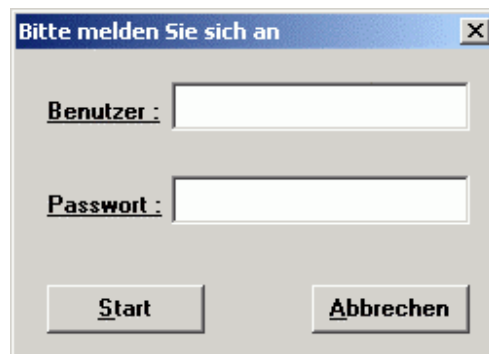 Bitte melden Sie sich an
Benutzer :
Passwort :
Start
Abbrechen